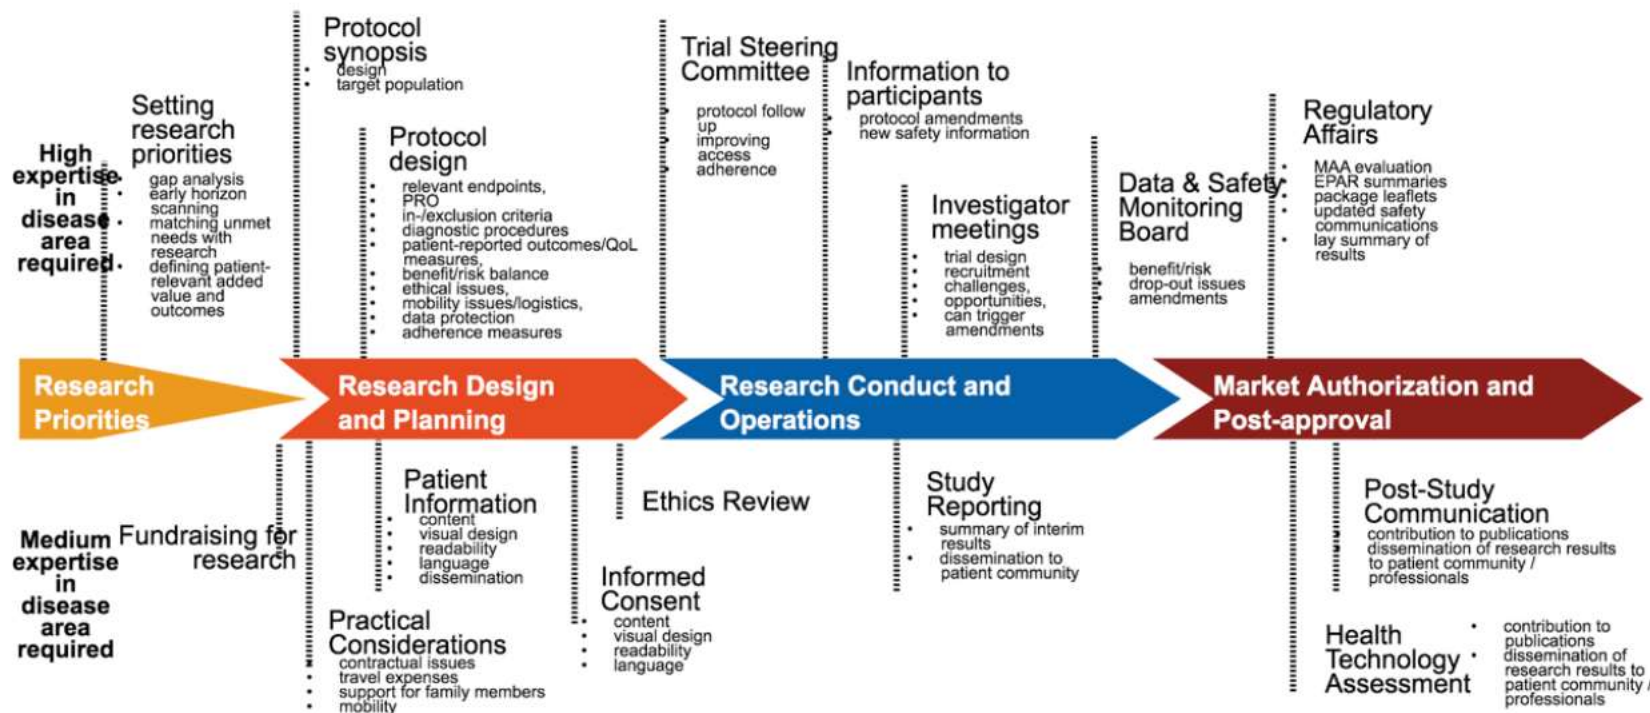 High
expertise
in
disease
area
required
Setting
research
priorities
• gap analysis
• early horizon
scanning
• matching unmet
needs with
research
• defining patient-
relevant added
value and
outcomes
Protocol
synopsis
• design
• target population
Protocol
design
• relevant endpoints,
• PRO
• in-/exclusion criteria
• diagnostic procedures
• patient-reported outcomes/QoL
measures,
• benefit/risk balance
• ethical issues,
• mobility issues/logistics,
• data protection
• adherence measures
Trial Steering
Committee
• protocol follow
up
• improving
access
• adherence
Information to
participants
• protocol amendments
• new safety information
Investigator
meetings
• trial design
• recruitment
• challenges,
opportunities,
• can trigger
amendments
Data & Safety
Monitoring
Board
• benefit/risk
• drop-out issues
• amendments
Regulatory
Affairs
• MAA evaluation
• EPAR summaries
• package leaflets
• updated safety
communications
• lay summary of
results
Research
Priorities
Research Design
and Planning
Research Conduct and
Operations
Market Authorization and
Post-approval
Medium
expertise
in
disease
area
required
Fundraising for
research
Patient
Information
• content
• visual design
• readability
• language
• dissemination
Practical
Considerations
• contractual issues
• travel expenses
• support for family members
• mobility
Informed
Consent
• content
• visual design
• readability
• language
Ethics Review
Study
Reporting
• summary of interim
results
• dissemination to
patient community
Post-Study
Communication
• contribution to publications
• dissemination of research results
to patient community /
professionals
Health
Technology
Assessment
• contribution to
publications
• dissemination of
research results to
patient community /
professionals